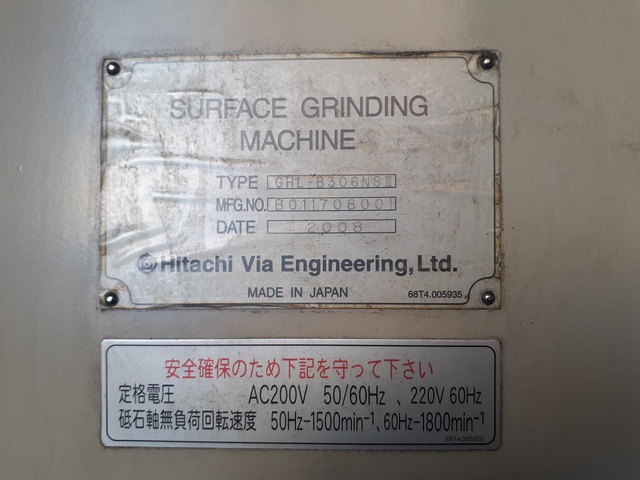 SURFACE GRINDING
MACHINE
TYPE GHL-B306NSⅢ
MFG.NO. B011708001
DATE 2008
Hitachi Via Engineering, Ltd.
MADE IN JAPAN 68T4.005935
安全確保のため下記を守って下さい
定格電圧 AC200V 50/60Hz 、220V 60Hz
砥石軸無負荷回転速度 50Hz-1500min⁻¹、60Hz-1800min⁻¹
68T4.005920